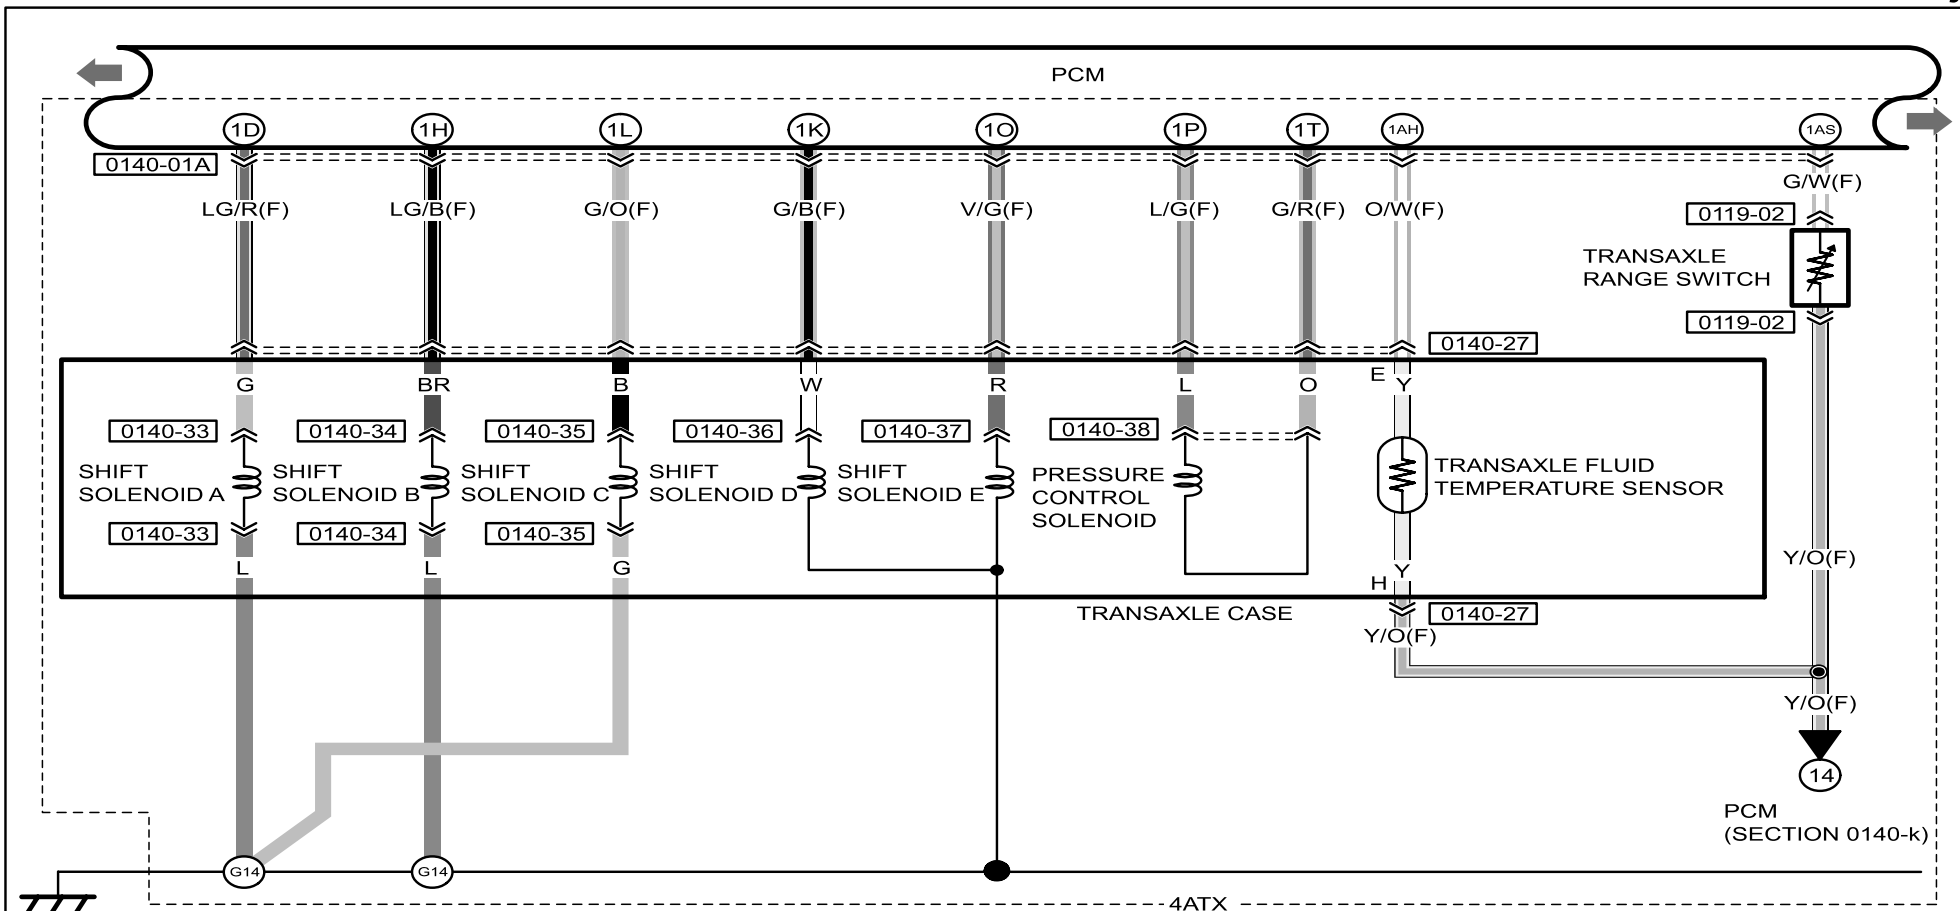 PCM
1D 1H 1L 1K 1O 1P 1T 1AH 1AS
0140-01A
G/W(F)
LG/R(F) LG/B(F) G/O(F) G/B(F) V/G(F) L/G(F) G/R(F) O/W(F)
0119-02
TRANSAXLE
RANGE SWITCH
0119-02
0140-27
E
G BR B W R L O Y
0140-33 0140-34 0140-35 0140-36 0140-37 0140-38
SHIFT
SOLENOID A
SHIFT
SOLENOID B
SHIFT
SOLENOID C
SHIFT
SOLENOID D
SHIFT
SOLENOID E
PRESSURE
CONTROL
SOLENOID
TRANSAXLE FLUID
TEMPERATURE SENSOR
0140-33 0140-34 0140-35
Y/O(F)
L L G Y
H
TRANSAXLE CASE
0140-27
Y/O(F)
Y/O(F)
14
PCM
(SECTION 0140-k)
G14 G14
4ATX